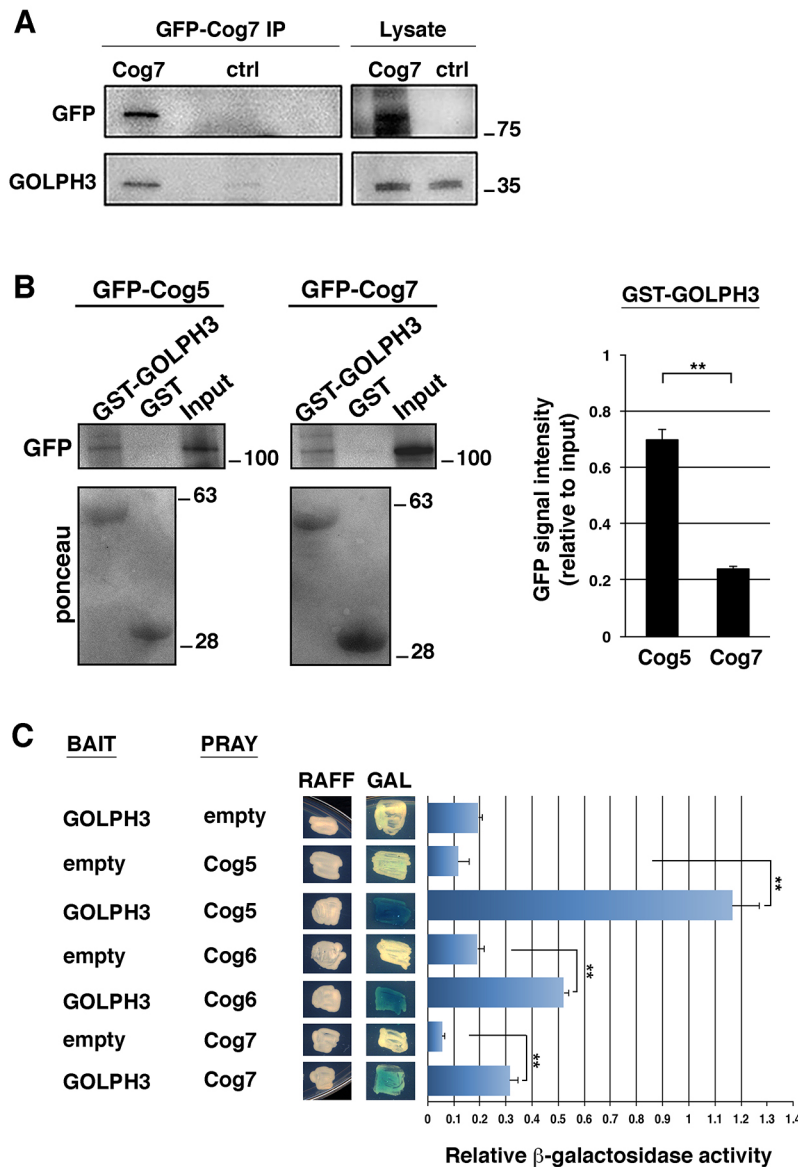 A
GFP-Cog7 IP Lysate
Cog7 ctrl Cog7 ctrl
GFP
75
GOLPH3
35
B
GFP-Cog5 GFP-Cog7 GST-GOLPH3
GST-GOLPH3 GST Input GST-GOLPH3 GST Input
GFP 100 100
ponceau
63 63
28 28
GFP signal intensity
(relative to input)
1
0.8
0.6
0.4
0.2
0
**
Cog5 Cog7
C
BAIT PRAY
RAFF GAL
GOLPH3 empty
empty Cog5
GOLPH3 Cog5
empty Cog6
GOLPH3 Cog6
empty Cog7
GOLPH3 Cog7
**
**
**
0 0.1 0.2 0.3 0.4 0.5 0.6 0.7 0.8 0.9 1 1.1 1.2 1.3 1.4
Relative β-galactosidase activity